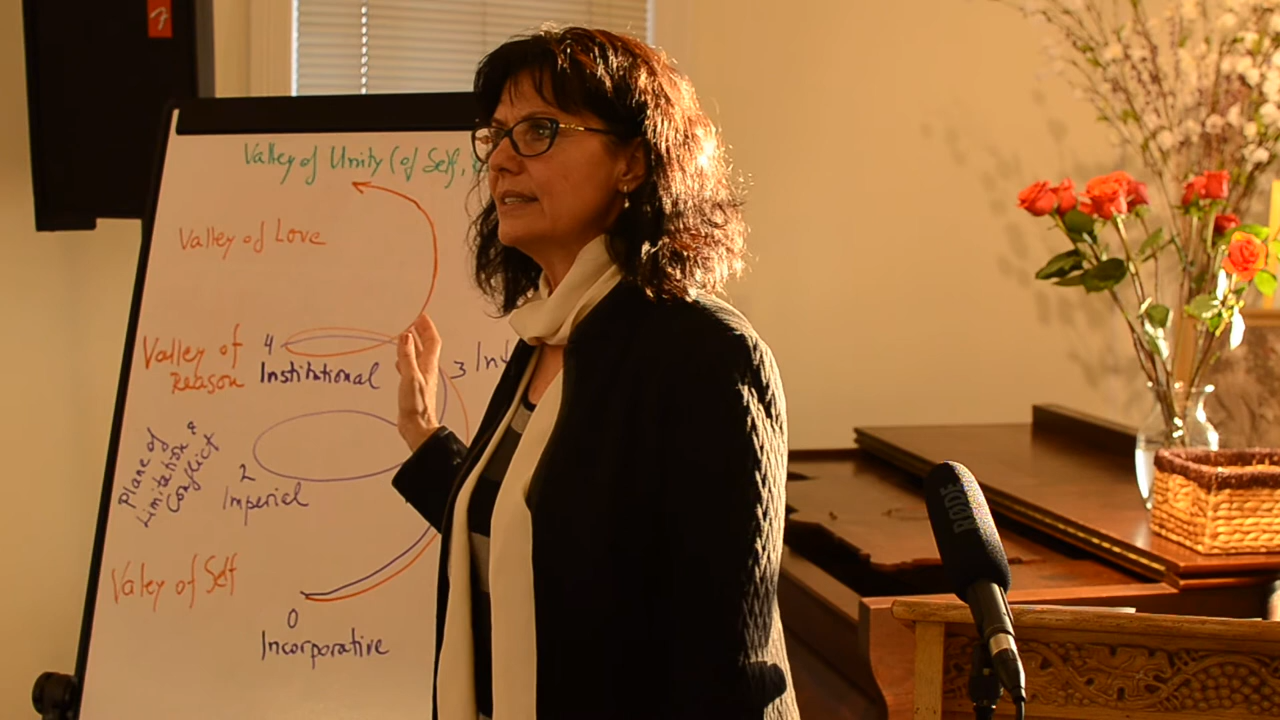 Valley of Unity (of Self,
Valley of Love
Valley of
Reason
4
Institutional
3
Plane of
Limitation &
Conflict
2
Imperial
Valey of Self
0
Incorporative
RØDE